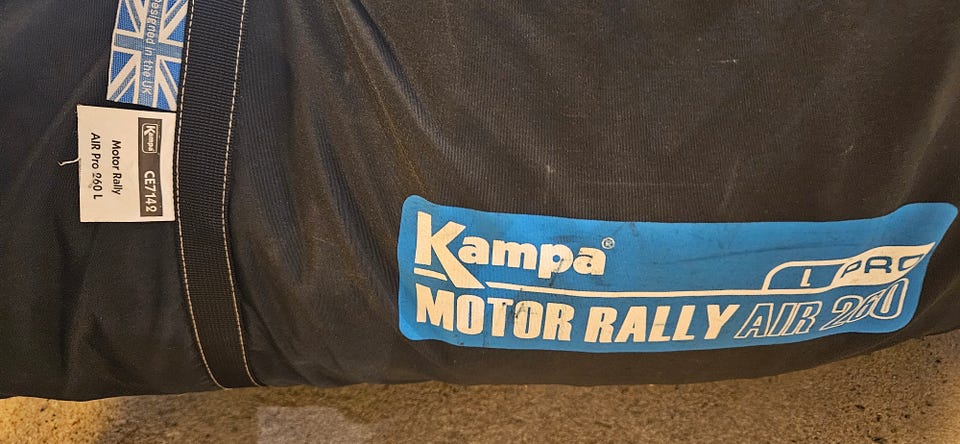 Designed in the UK
Kampa
CE7142
Motor Rally
AIR Pro 260 L
Kampa®
L PRO
MOTOR RALLY AIR 260